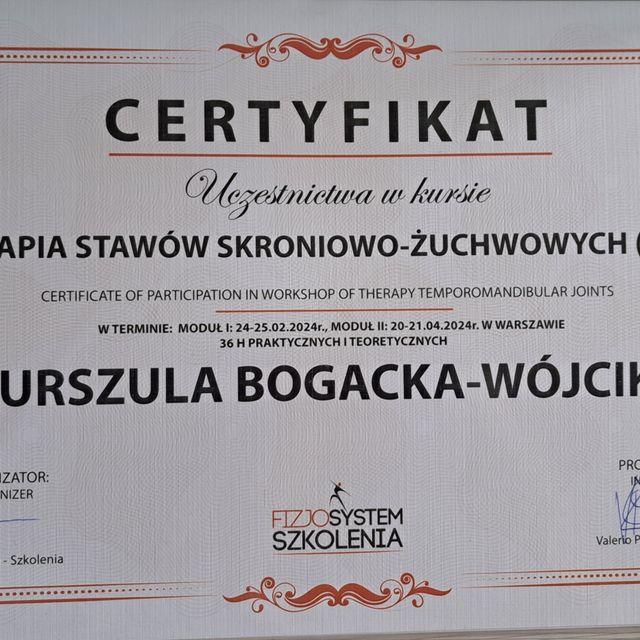 CERTYFIKAT
Uczestnictwa w kursie
APIA STAWÓW SKRONIOWO-ŻUCHWOWYCH (
CERTIFICATE OF PARTICIPATION IN WORKSHOP OF THERAPY TEMPOROMANDIBULAR JOINTS
W TERMINIE: MODUŁ I: 24-25.02.2024r., MODUŁ II: 20-21.04.2024r. W WARSZAWIE
36 H PRAKTYCZNYCH I TEORETYCZNYCH
URSZULA BOGACKA-WÓJCIK
IZATOR:
NIZER
- Szkolenia
FIZJOSYSTEM
SZKOLENIA
PRO
IN
Valerio P